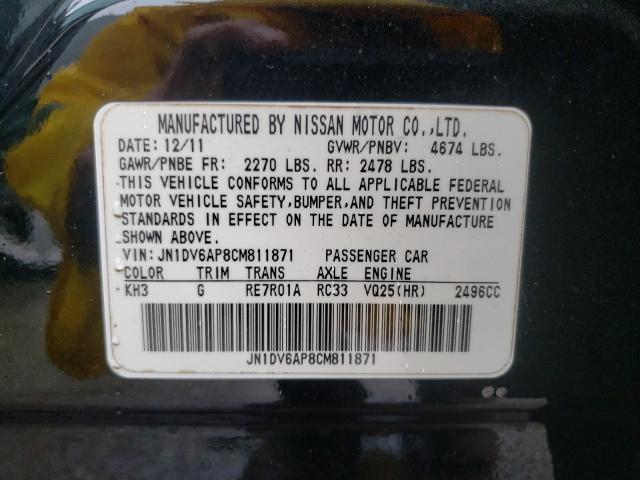 MANUFACTURED BY NISSAN MOTOR CO.,LTD.
DATE: 12/11 GVWR/PNBV: 4674 LBS.
GAWR/PNBE FR: 2270 LBS. RR: 2478 LBS.
THIS VEHICLE CONFORMS TO ALL APPLICABLE FEDERAL
MOTOR VEHICLE SAFETY,BUMPER,AND THEFT PREVENTION
STANDARDS IN EFFECT ON THE DATE OF MANUFACTURE
SHOWN ABOVE.
VIN: JN1DV6AP8CM811871 PASSENGER CAR
COLOR TRIM TRANS AXLE ENGINE
KH3 G RE7R01A RC33 VQ25(HR) 2496CC
JN1DV6AP8CM811871